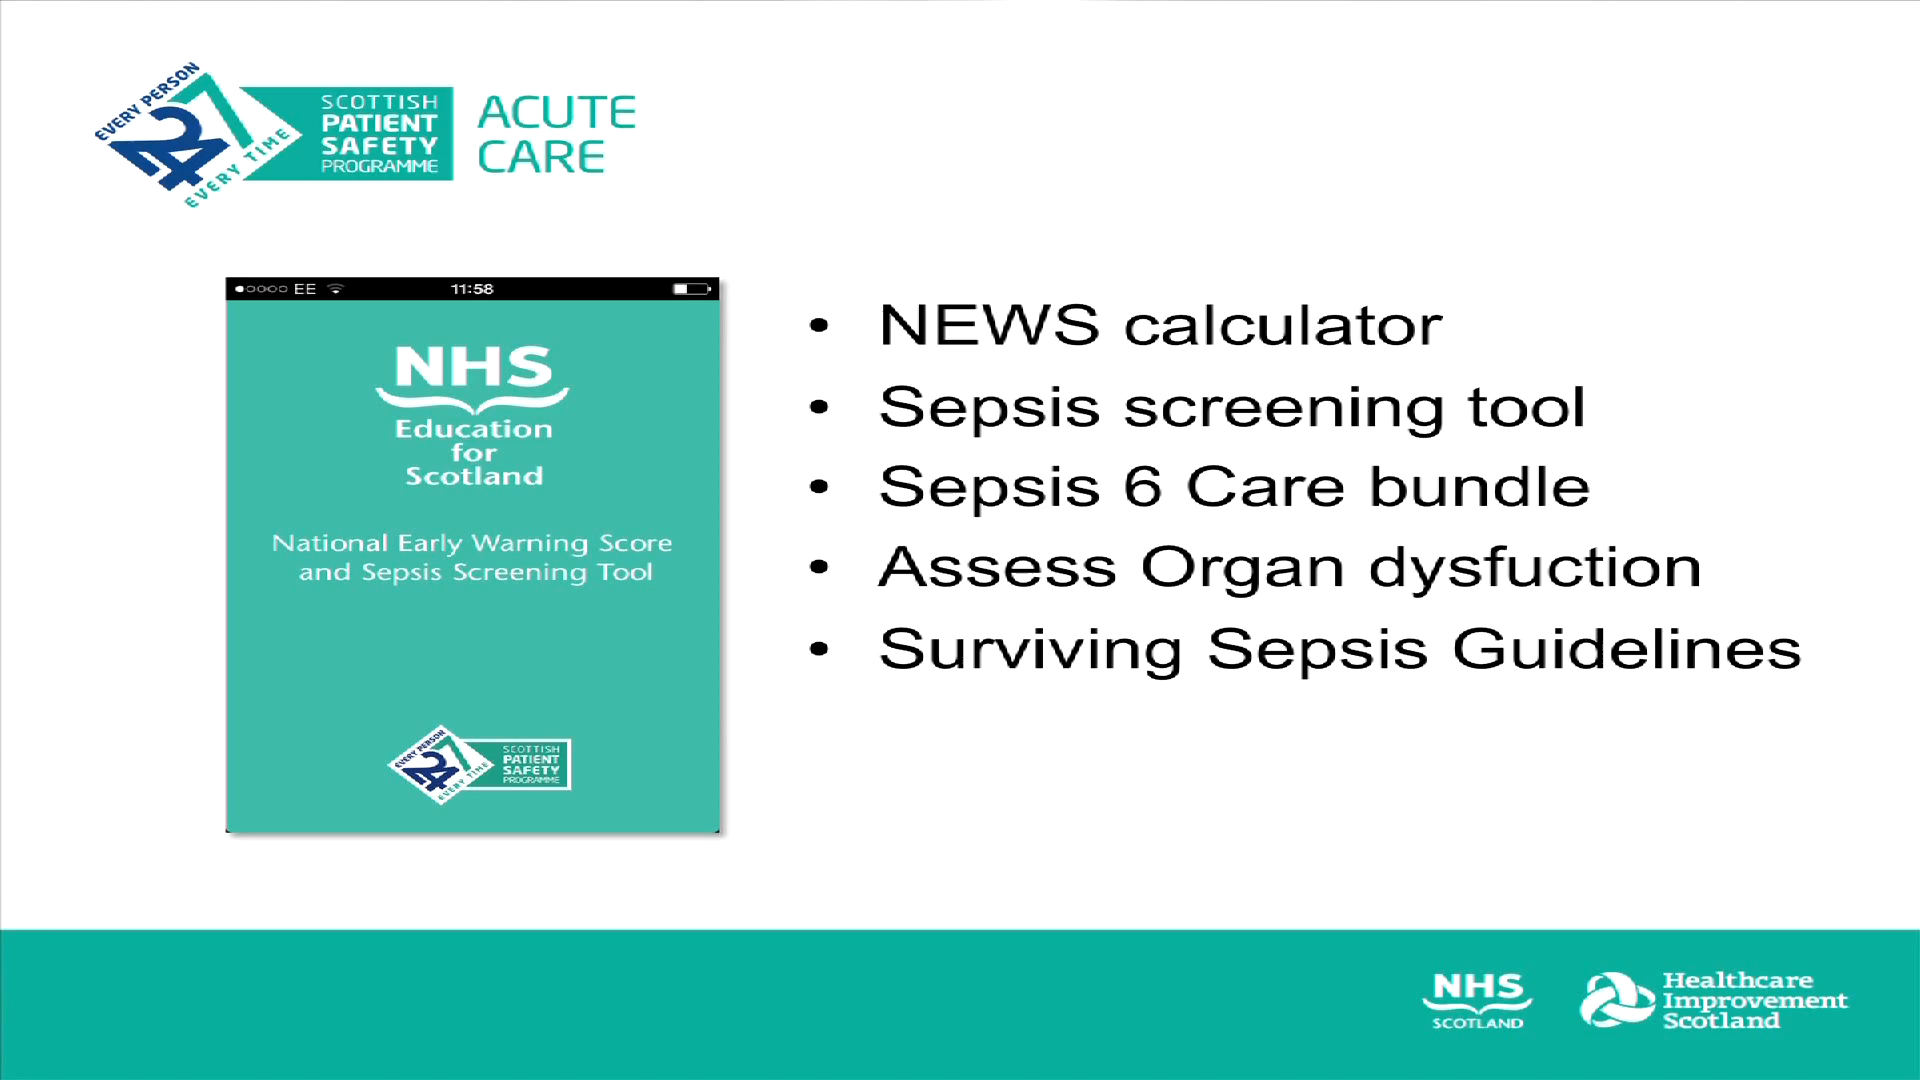 EVERY PERSON
24
7
EVERY TIME
SCOTTISH
PATIENT
SAFETY
PROGRAMME
ACUTE
CARE
EE 11:58
NHS
Education
for
Scotland
National Early Warning Score
and Sepsis Screening Tool
EVERY PERSON
24
7
EVERY TIME
SCOTTISH
PATIENT
SAFETY
PROGRAMME
• NEWS calculator
• Sepsis screening tool
• Sepsis 6 Care bundle
• Assess Organ dysfuction
• Surviving Sepsis Guidelines
NHS
SCOTLAND
Healthcare
Improvement
Scotland